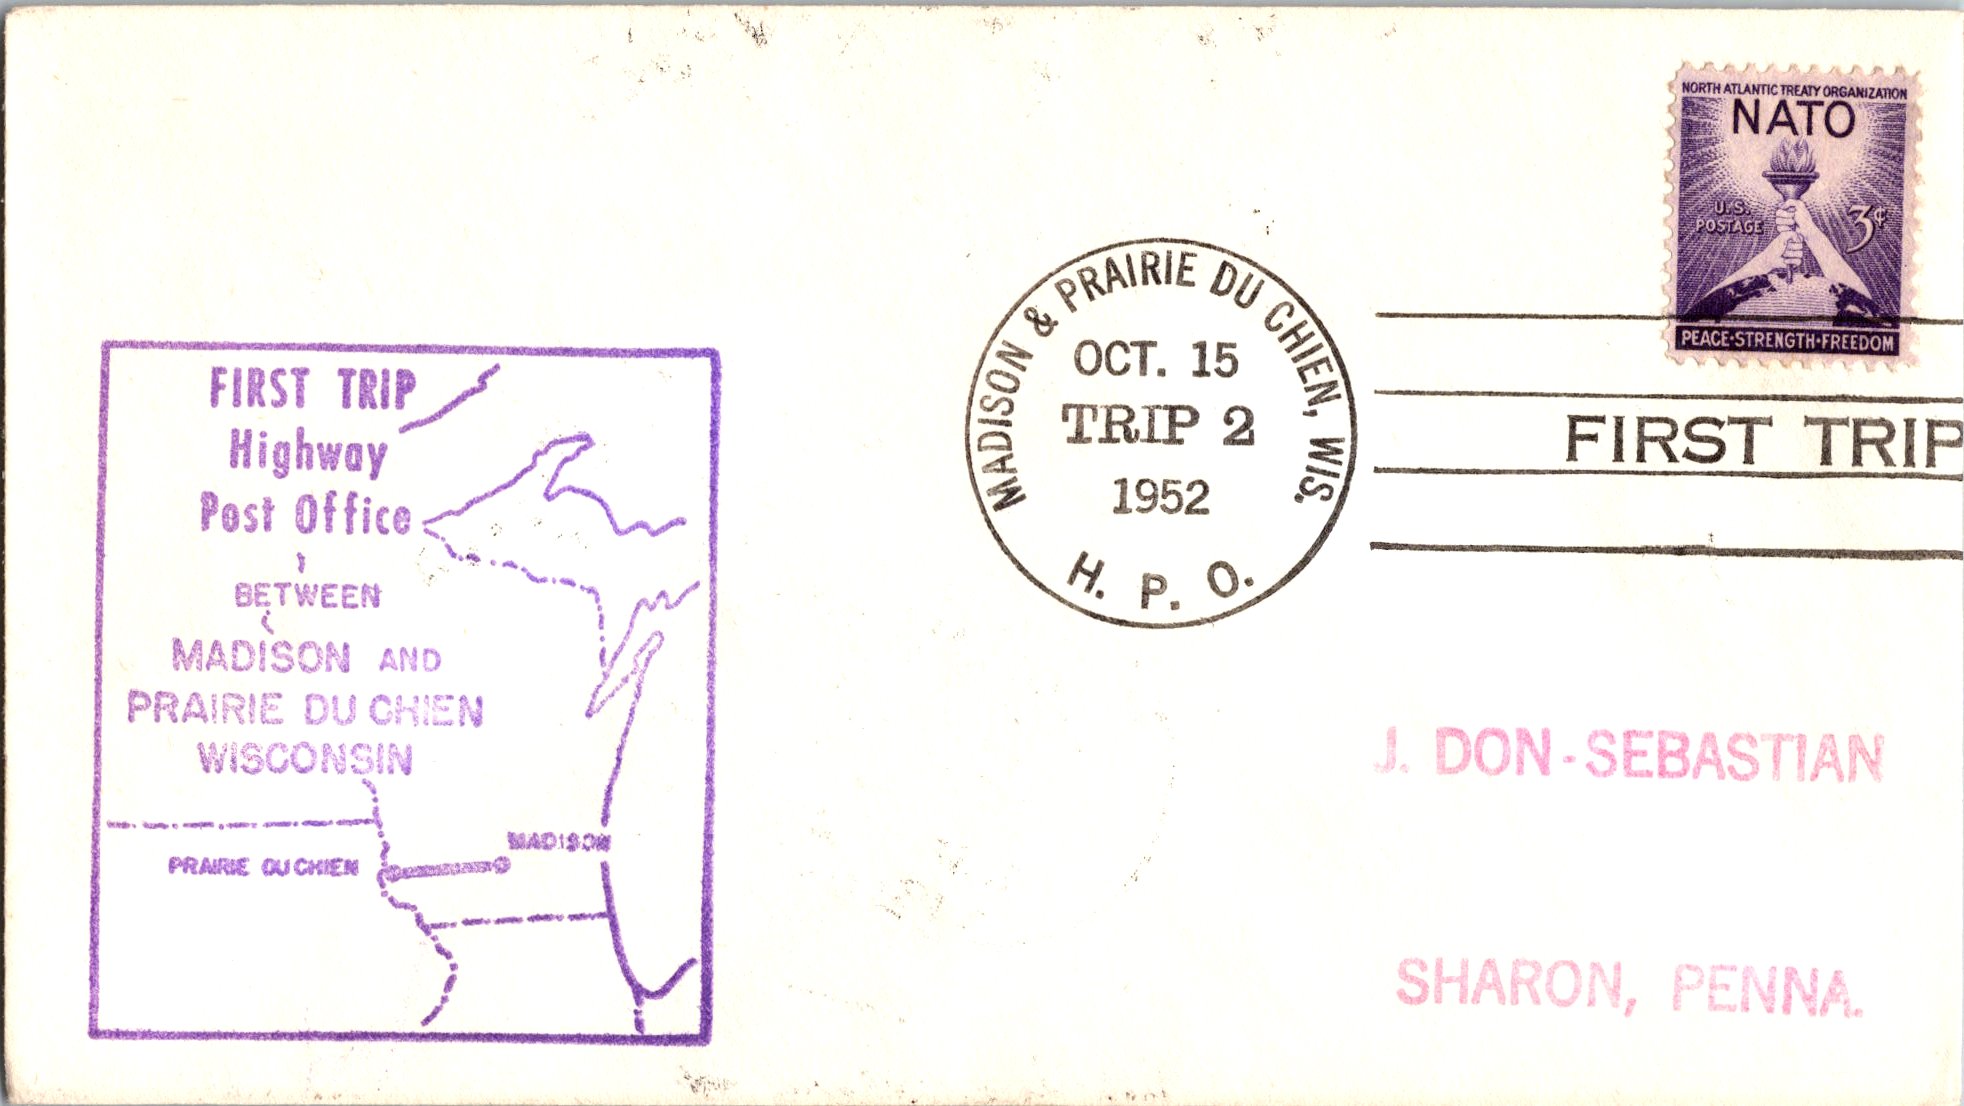 NORTH ATLANTIC TREATY ORGANIZATION
NATO
U.S.
POSTAGE
3¢
PEACE·STRENGTH·FREEDOM
MADISON & PRAIRIE DU CHIEN, WIS.
OCT. 15
TRIP 2
1952
H. P. O.
FIRST TRIP
FIRST TRIP
Highway
Post Office
BETWEEN
MADISON AND
PRAIRIE DU CHIEN
WISCONSIN
MADISON
PRAIRIE DU CHIEN
J. DON-SEBASTIAN
SHARON, PENNA.